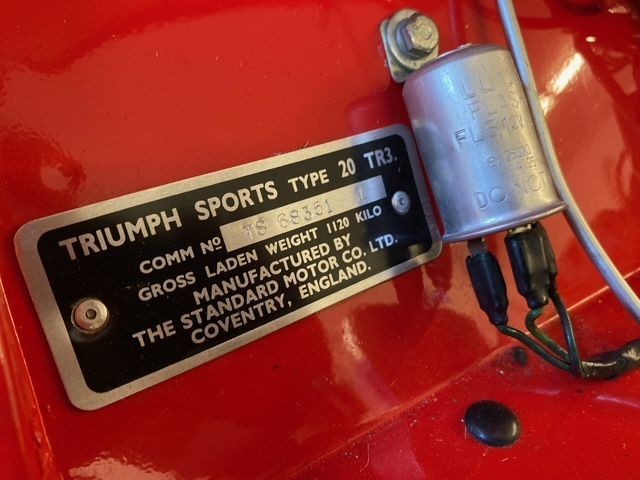 TRIUMPH SPORTS TYPE 20 TR3.
COMM Nº TS 68351 L
GROSS LADEN WEIGHT 1120 KILO
MANUFACTURED BY
THE STANDARD MOTOR CO. LTD.
COVENTRY, ENGLAND.
DO NOT